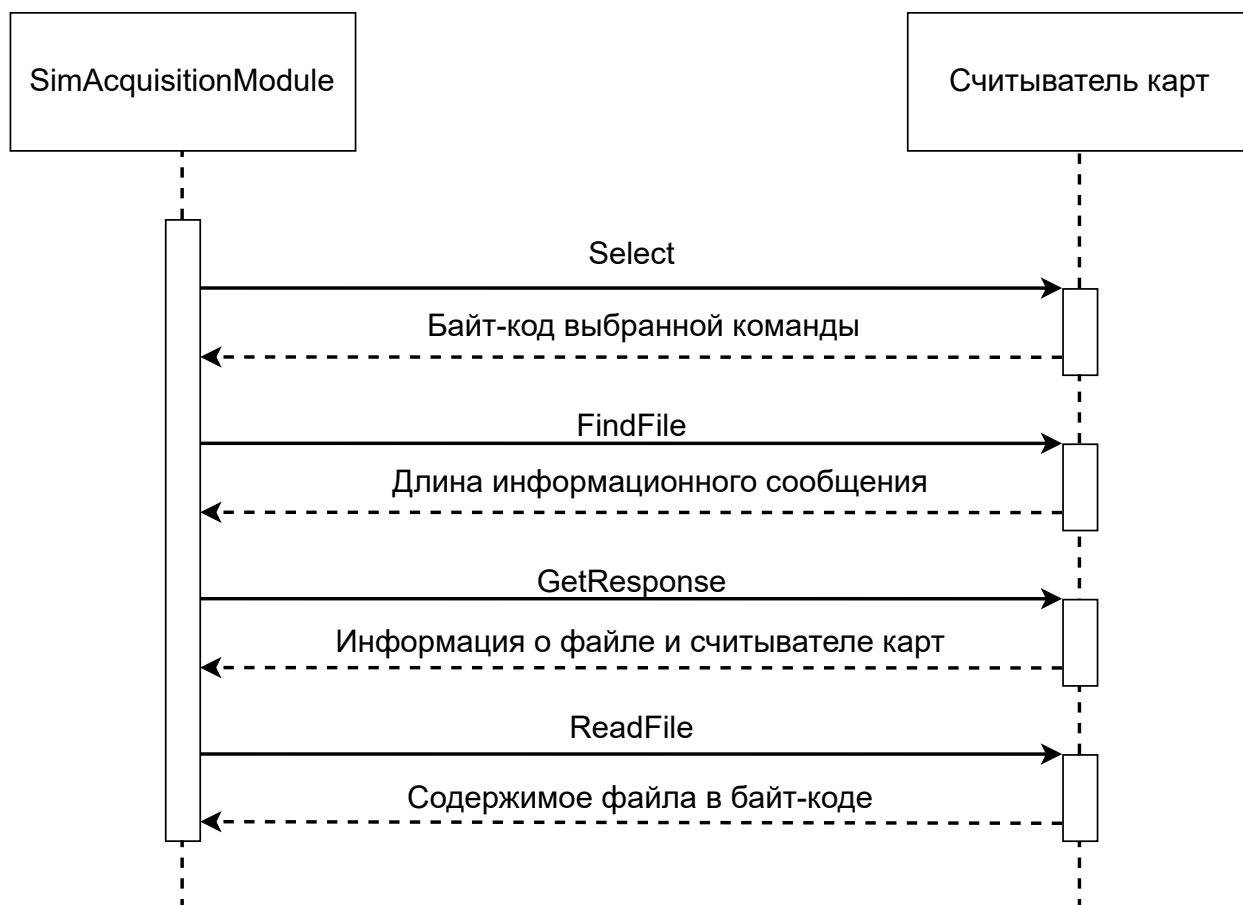 SimAcquisitionModule
Считыватель карт
Select
Байт-код выбранной команды
FindFile
Длина информационного сообщения
GetResponse
Информация о файле и считывателе карт
ReadFile
Содержимое файла в байт-коде